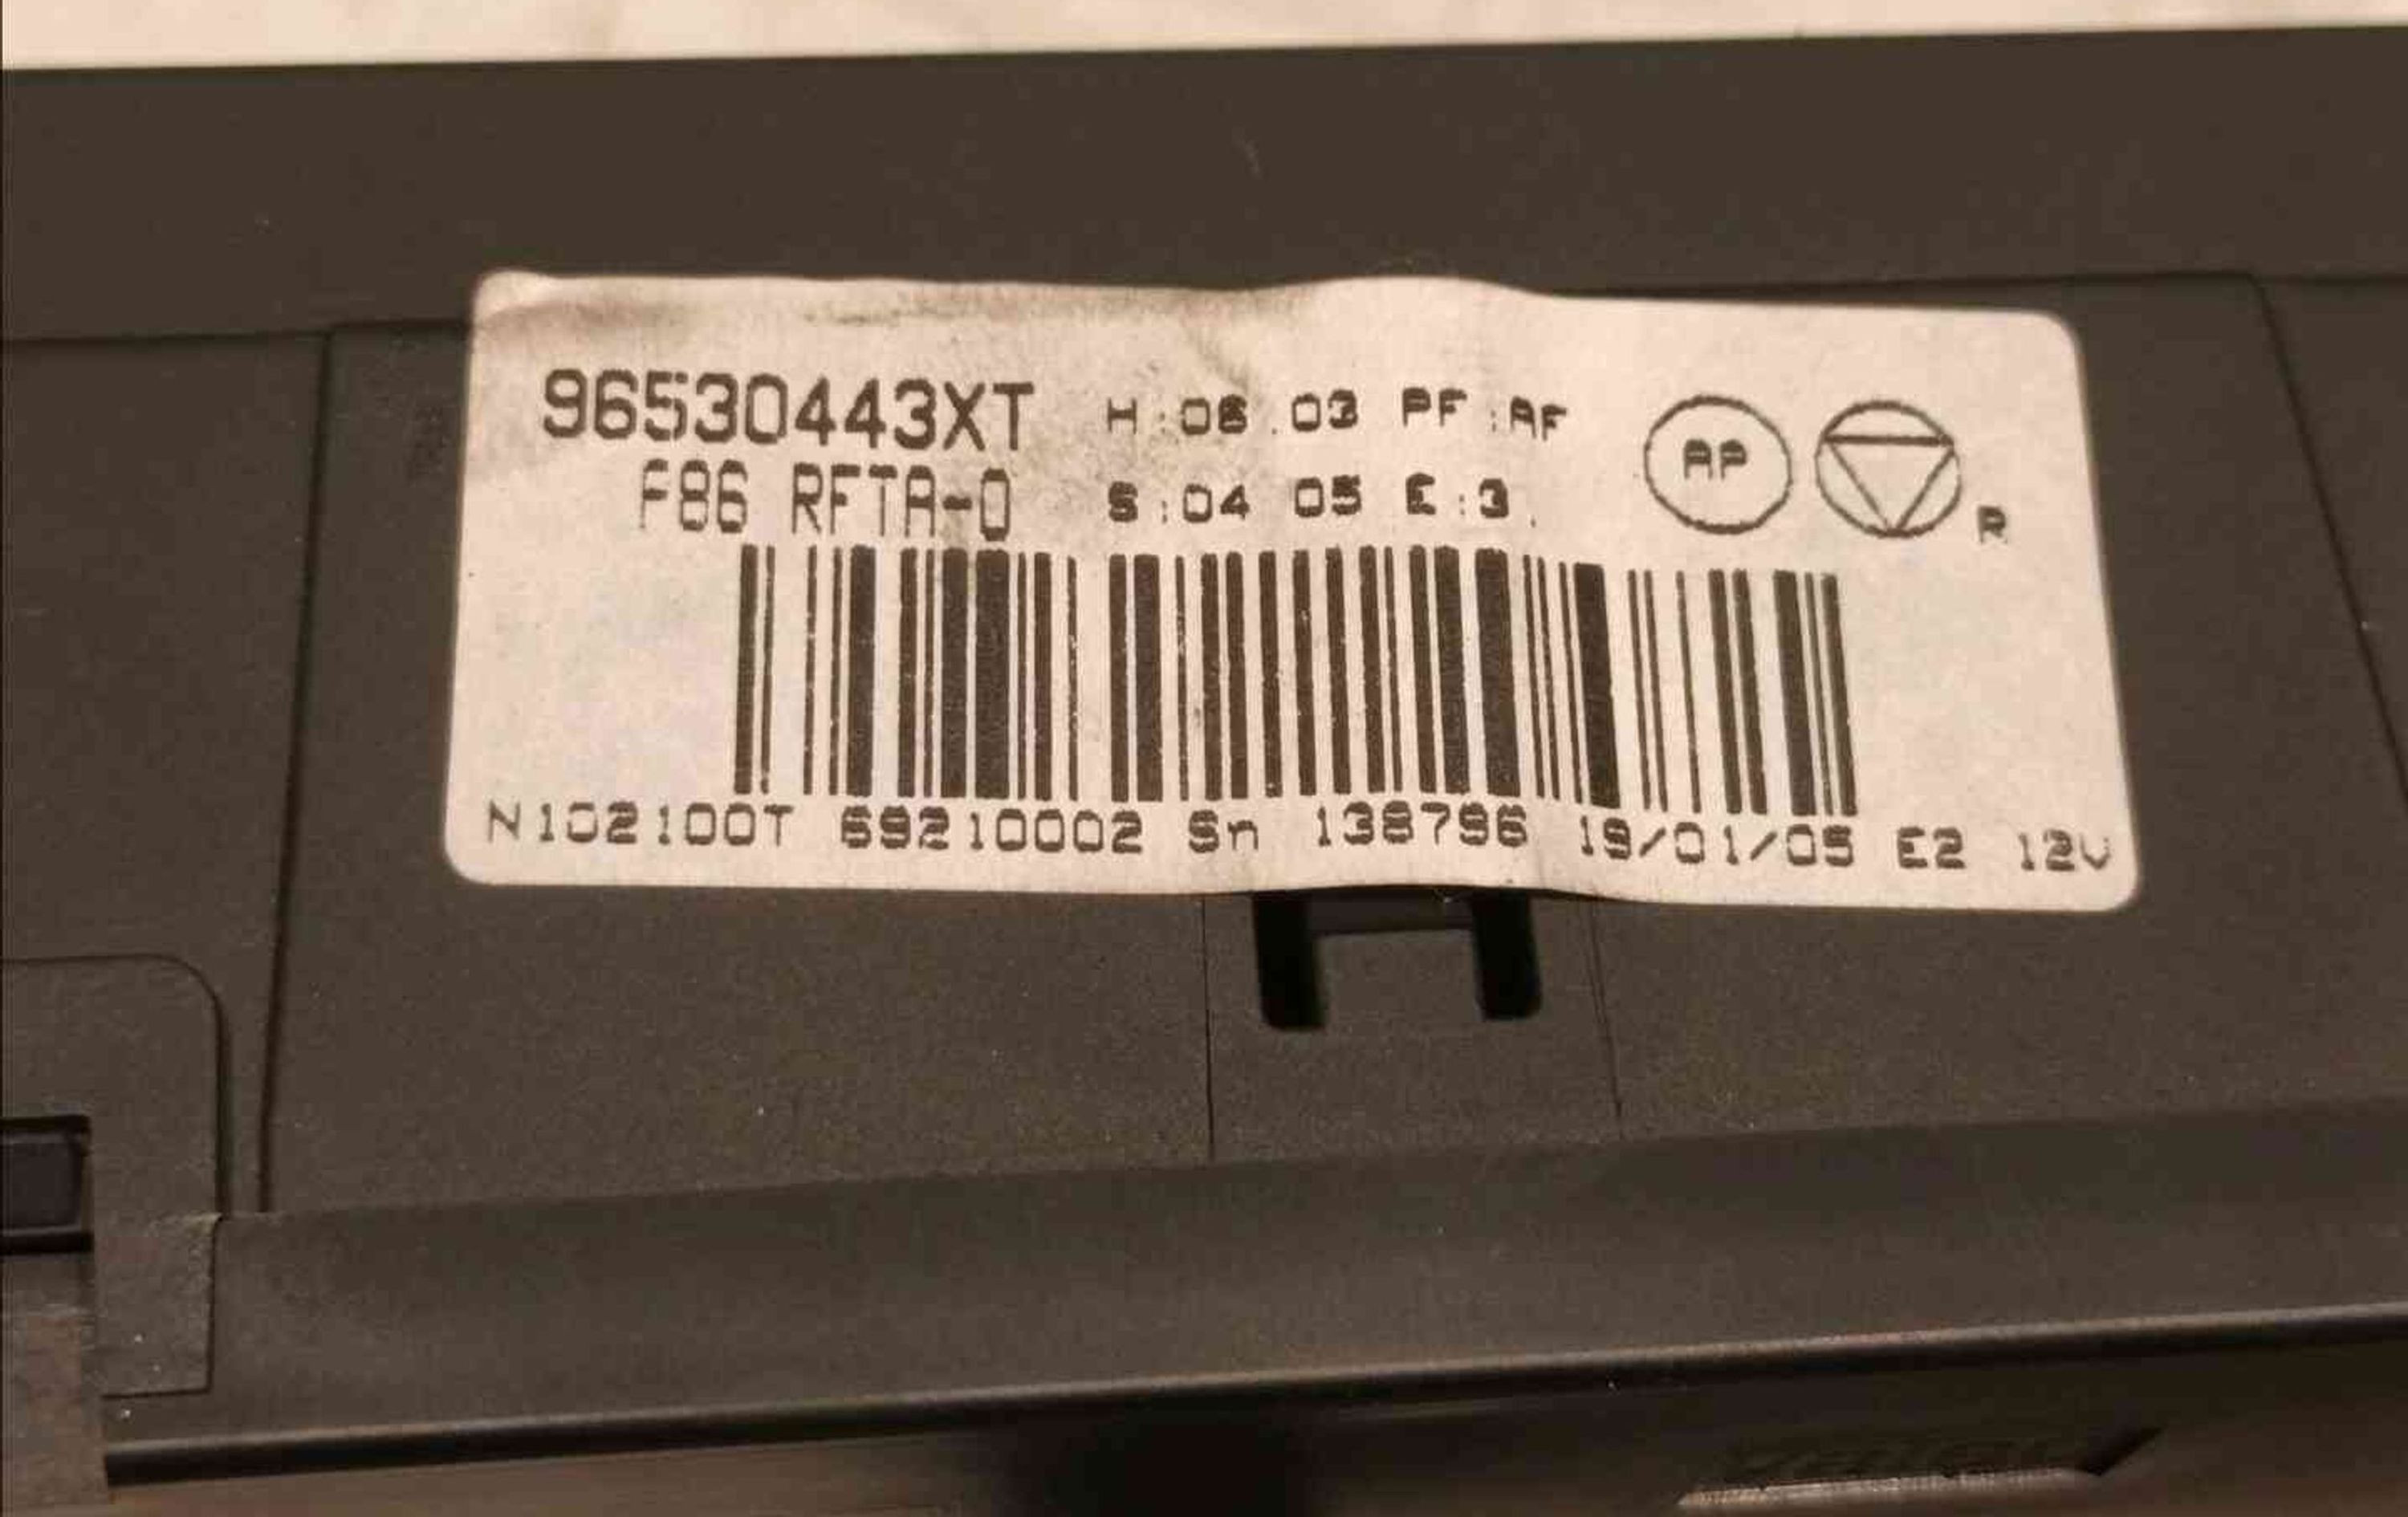 96530443XT H:06.03 PF:AF
F86 RFTA-0 S:04 05 E:3
AP
R
N102100T 69210002 Sn 138796 19/01/05 E2 12V